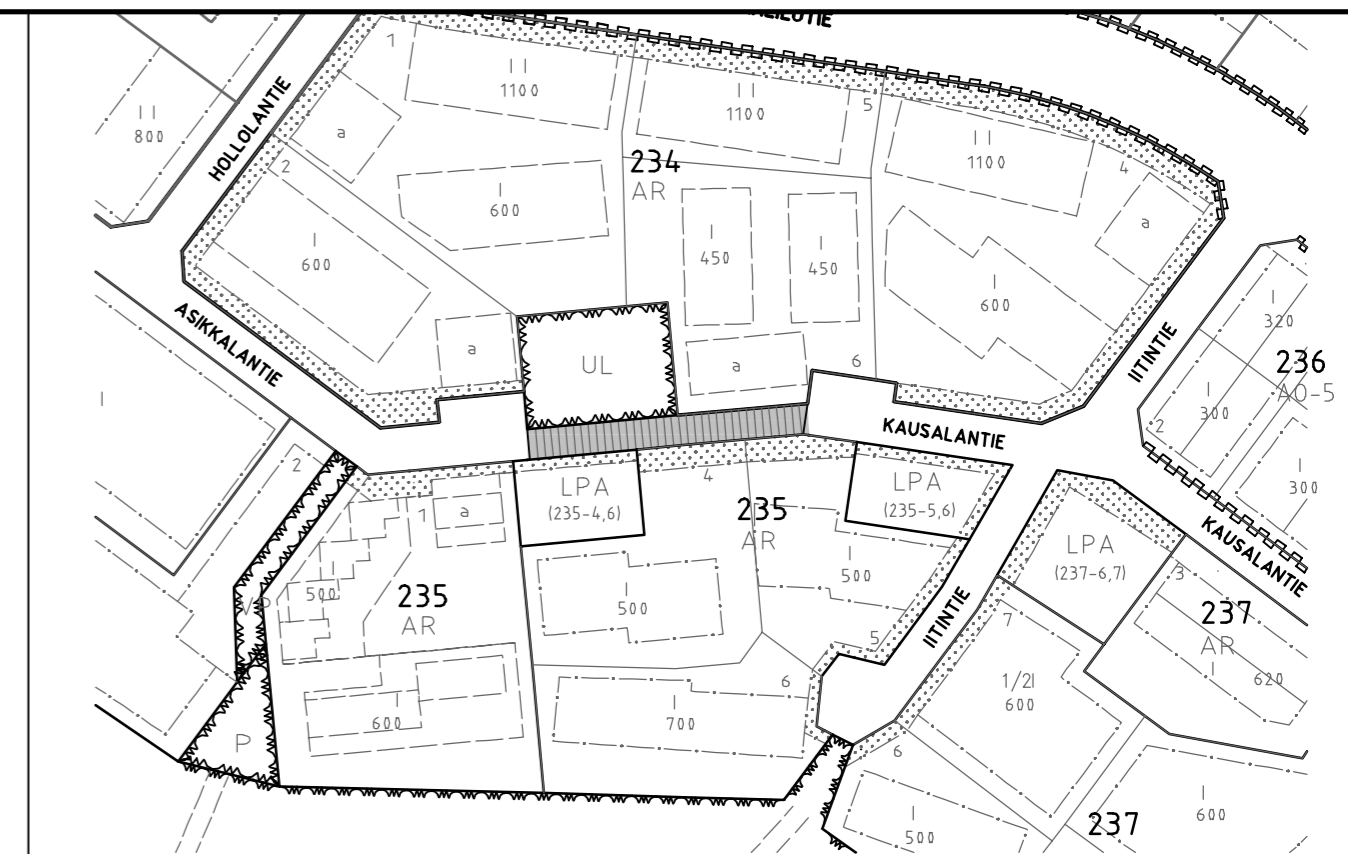 HOLLOLANTIE
ASIKKALANTIE
KAUSALANTIE
IITINTIE
IITINTIE
KAUSALANTIE
1
II
1100
II
1100
5
II
1100
4
a
II
800
a
2
234
AR
I
600
I
600
I
450
I
450
a
I
600
a
UL
a
6
I
320
236
AO-5
I
300
2
I
300
I
2
1
a
LPA
(235-4,6)
4
235
AR
LPA
(235-5,6)
LPA
(237-6,7)
3
I
500
235
AR
I
500
I
500
5
7
237
AR
I
620
VP
P
I
600
I
700
6
1/2I
600
6
I
500
237
I
600